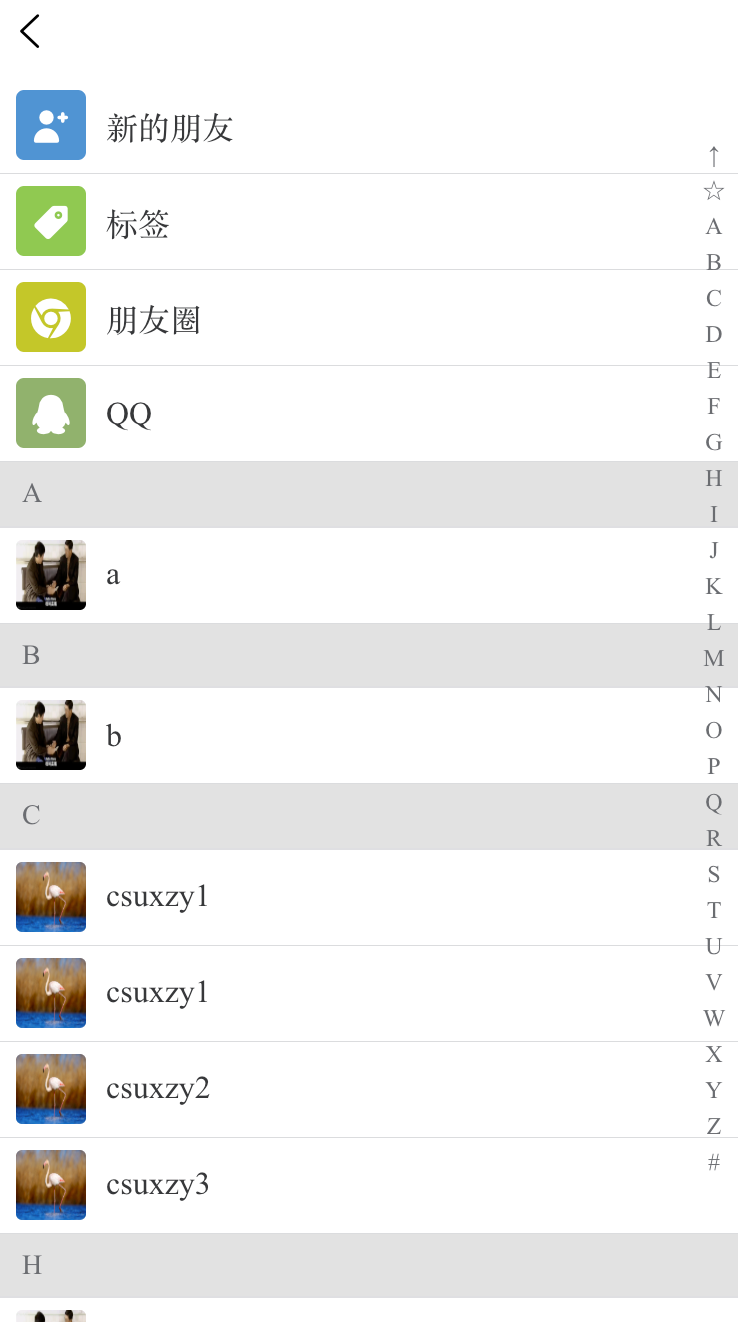 新的朋友
标签
朋友圈
QQ
A
a
B
b
C
csuxzy1
csuxzy1
csuxzy2
csuxzy3
H
↑
☆
A
B
C
D
E
F
G
H
I
J
K
L
M
N
O
P
Q
R
S
T
U
V
W
X
Y
Z
#